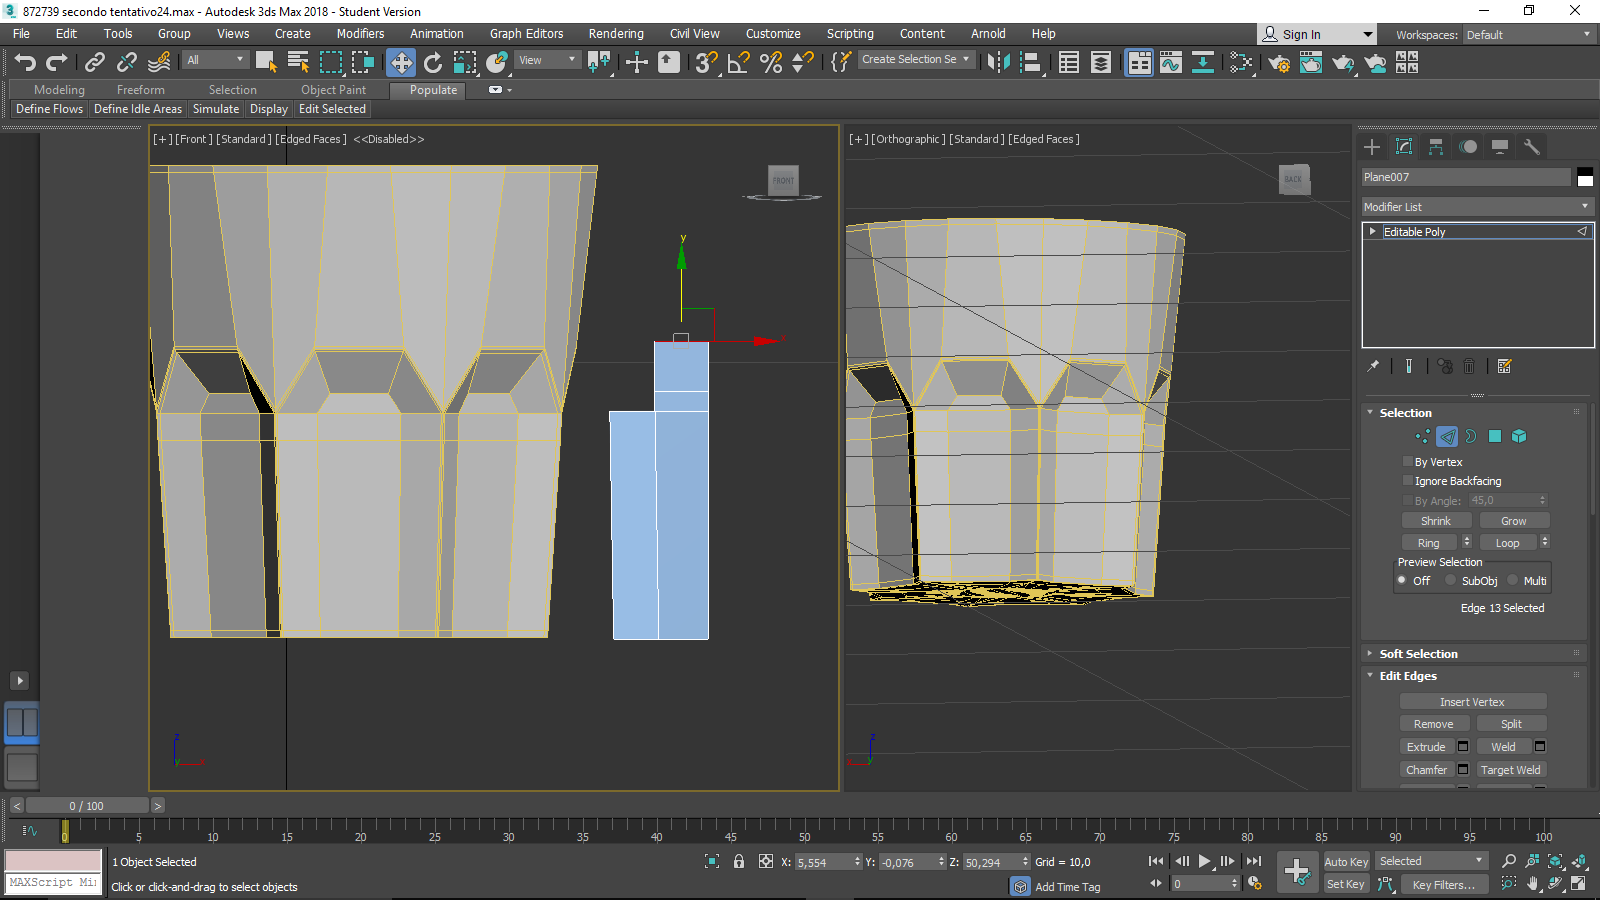 872739 secondo tentativo24.max - Autodesk 3ds Max 2018 - Student Version
File Edit Tools Group Views Create Modifiers Animation Graph Editors Rendering Civil View Customize Scripting Content Arnold Help Sign In Workspaces: Default
All View Create Selection Se
Modeling Freeform Selection Object Paint Populate
Define Flows Define Idle Areas Simulate Display Edit Selected
[+] [Front] [Standard] [Edged Faces] <<Disabled>>
[+] [Orthographic] [Standard] [Edged Faces]
FRONT
BACK
Plane007
Modifier List
Editable Poly
y
x
Selection
By Vertex
Ignore Backfacing
By Angle: 45,0
Shrink Grow
Ring Loop
Preview Selection
Off SubObj Multi
Edge 13 Selected
Soft Selection
Edit Edges
Insert Vertex
Remove Split
Extrude Weld
Chamfer Target Weld
z
z
< 0 / 100 >
0 5 10 15 20 25 30 35 40 45 50 55 60 65 70 75 80 85 90 95 100
1 Object Selected X: 5,554 Y: -0,076 Z: 50,294 Grid = 10,0 Auto Key Selected
MAXScript Mi
Click or click-and-drag to select objects Add Time Tag 0 Set Key Key Filters...